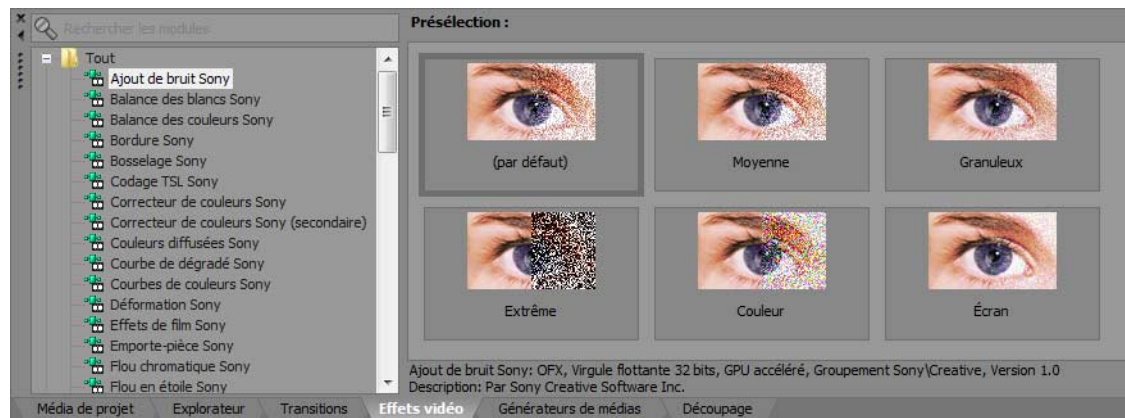 Rechercher les modules
Présélection :
Tout
Ajout de bruit Sony
Balance des blancs Sony
Balance des couleurs Sony
Bordure Sony
Bosselage Sony
Codage TSL Sony
Correcteur de couleurs Sony
Correcteur de couleurs Sony (secondaire)
Couleurs diffusées Sony
Courbe de dégradé Sony
Courbes de couleurs Sony
Déformation Sony
Effets de film Sony
Emporte-pièce Sony
Flou chromatique Sony
Flou en étoile Sony
(par défaut)
Moyenne
Granuleux
Extrême
Couleur
Écran
Ajout de bruit Sony: OFX, Virgule flottante 32 bits, GPU accéléré, Groupement Sony\Creative, Version 1.0
Description: Par Sony Creative Software Inc.
Média de projet
Explorateur
Transitions
Effets vidéo
Générateurs de médias
Découpage